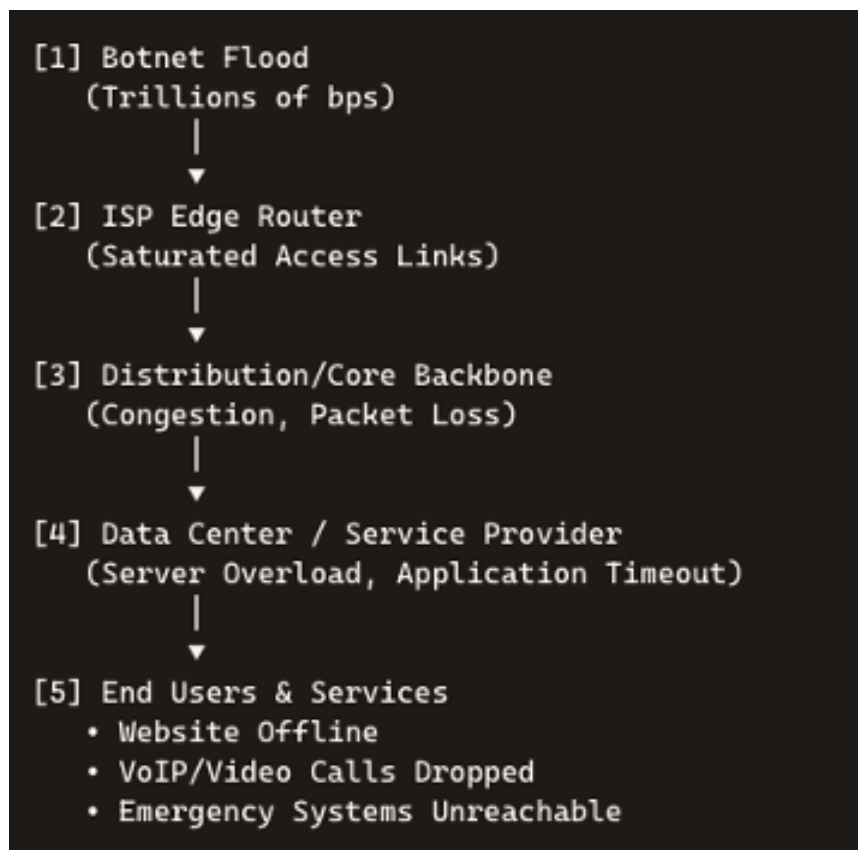 [1] Botnet Flood
(Trillions of bps)
[2] ISP Edge Router
(Saturated Access Links)
[3] Distribution/Core Backbone
(Congestion, Packet Loss)
[4] Data Center / Service Provider
(Server Overload, Application Timeout)
[5] End Users & Services
• Website Offline
• VoIP/Video Calls Dropped
• Emergency Systems Unreachable